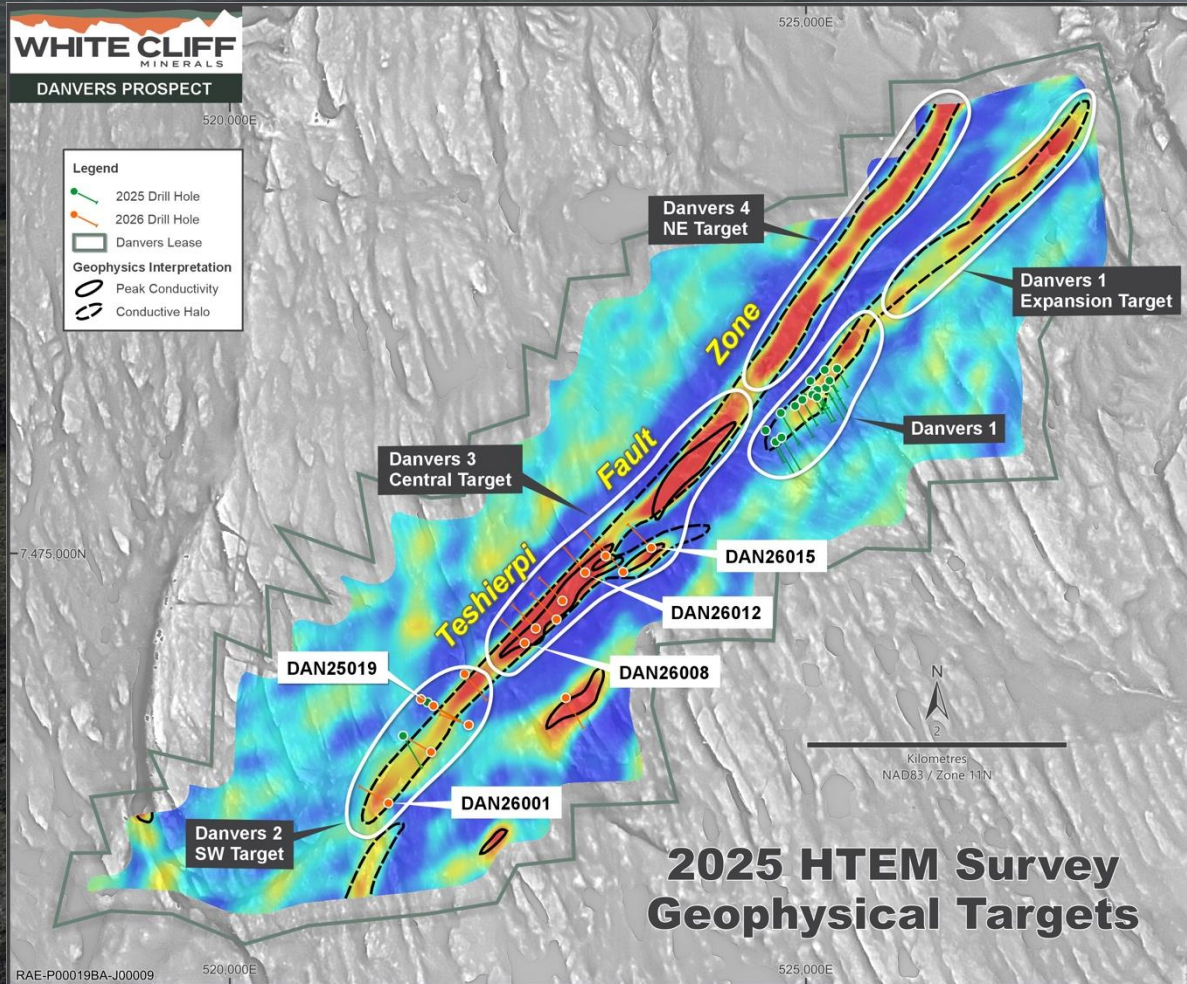 WHITE CLIFF
MINERALS
DANVERS PROSPECT
520,000E
525,000E
Legend
2025 Drill Hole
2026 Drill Hole
Danvers Lease
Geophysics Interpretation
Peak Conductivity
Conductive Halo
Danvers 4
NE Target
Danvers 1
Expansion Target
Zone
Danvers 1
Fault
Danvers 3
Central Target
7,475,000N
Teshierpi
DAN26015
DAN26012
DAN25019
DAN26008
N
2
Kilometres
NAD83 / Zone 11N
DAN26001
Danvers 2
SW Target
2025 HTEM Survey
Geophysical Targets
RAE-P00019BA-J00009
520,000E
525,000E